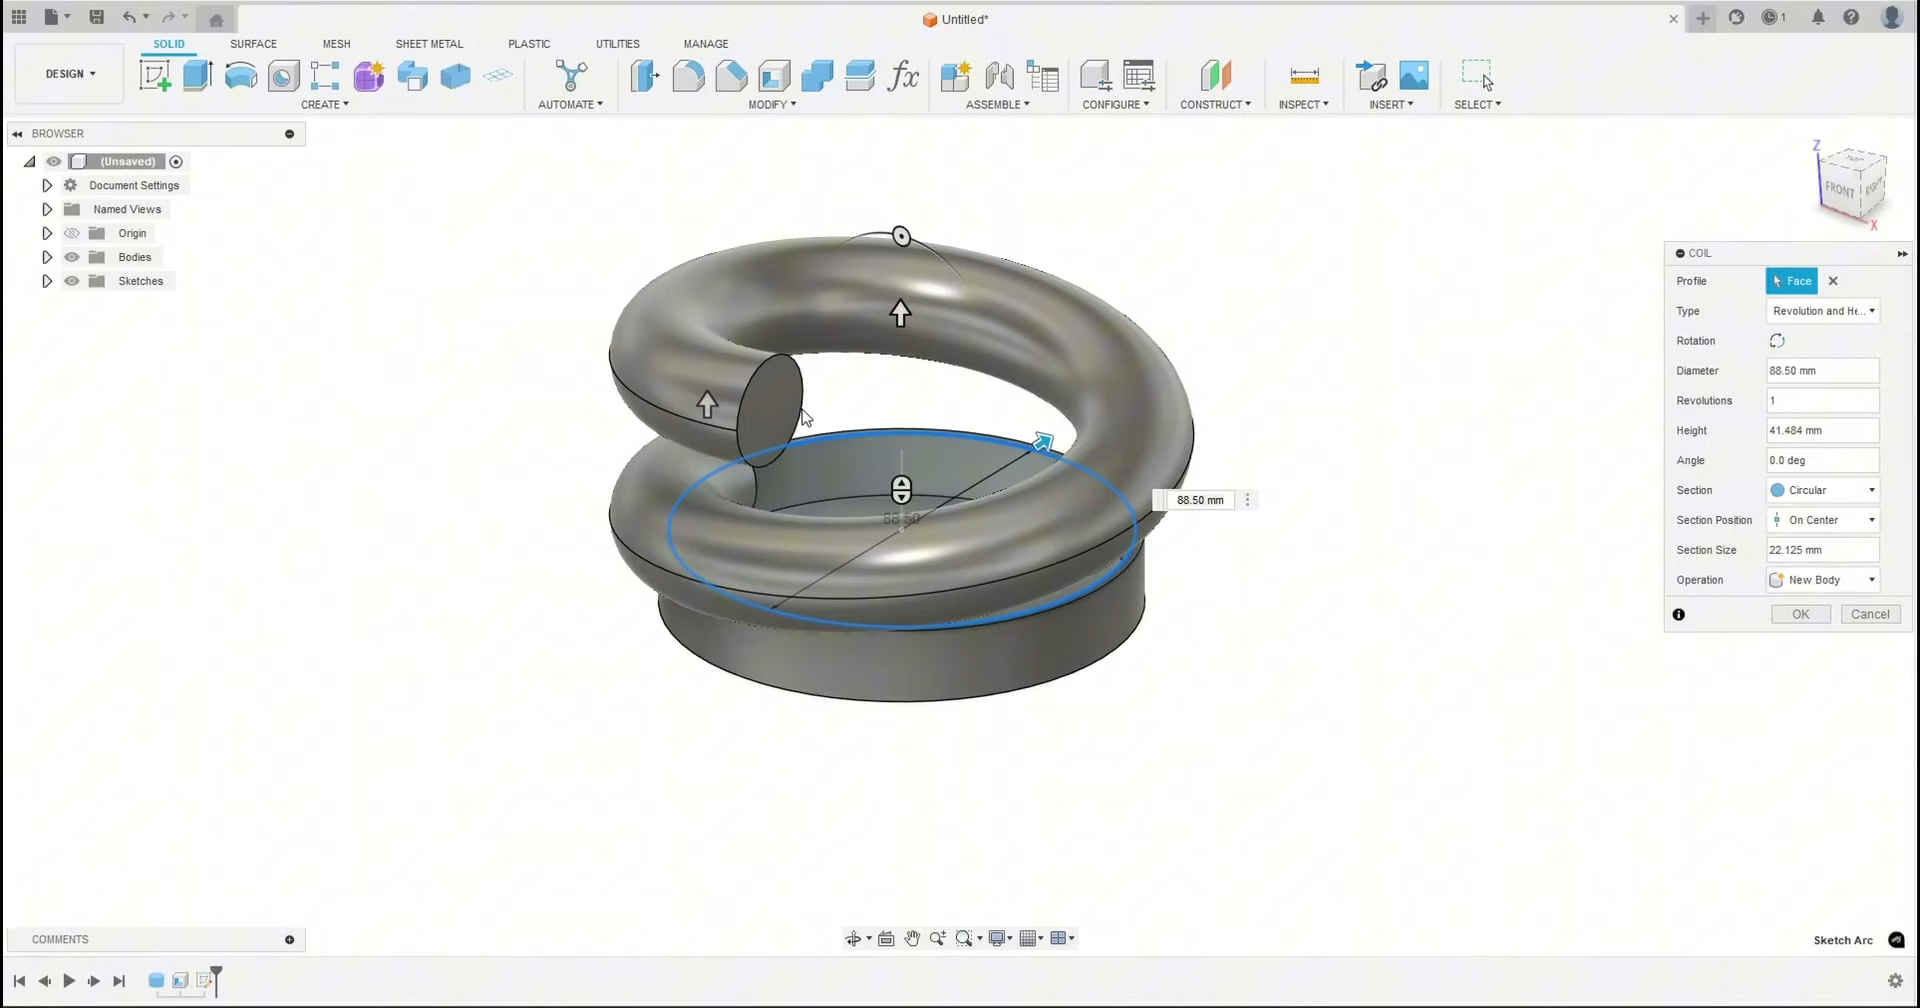 Untitled*
1
SOLID SURFACE MESH SHEET METAL PLASTIC UTILITIES MANAGE
DESIGN
fx
CREATE AUTOMATE MODIFY ASSEMBLE CONFIGURE CONSTRUCT INSPECT INSERT SELECT
BROWSER
(Unsaved)
Document Settings
Named Views
Origin
Bodies
Sketches
Z
FRONT RIGHT
X
COIL
Profile Face
Type Revolution and He...
Rotation
Diameter 88.50 mm
Revolutions 1
Height 41.484 mm
Angle 0.0 deg
Section Circular
Section Position On Center
Section Size 22.125 mm
Operation New Body
OK Cancel
88.50 mm
88.50
COMMENTS
Sketch Arc